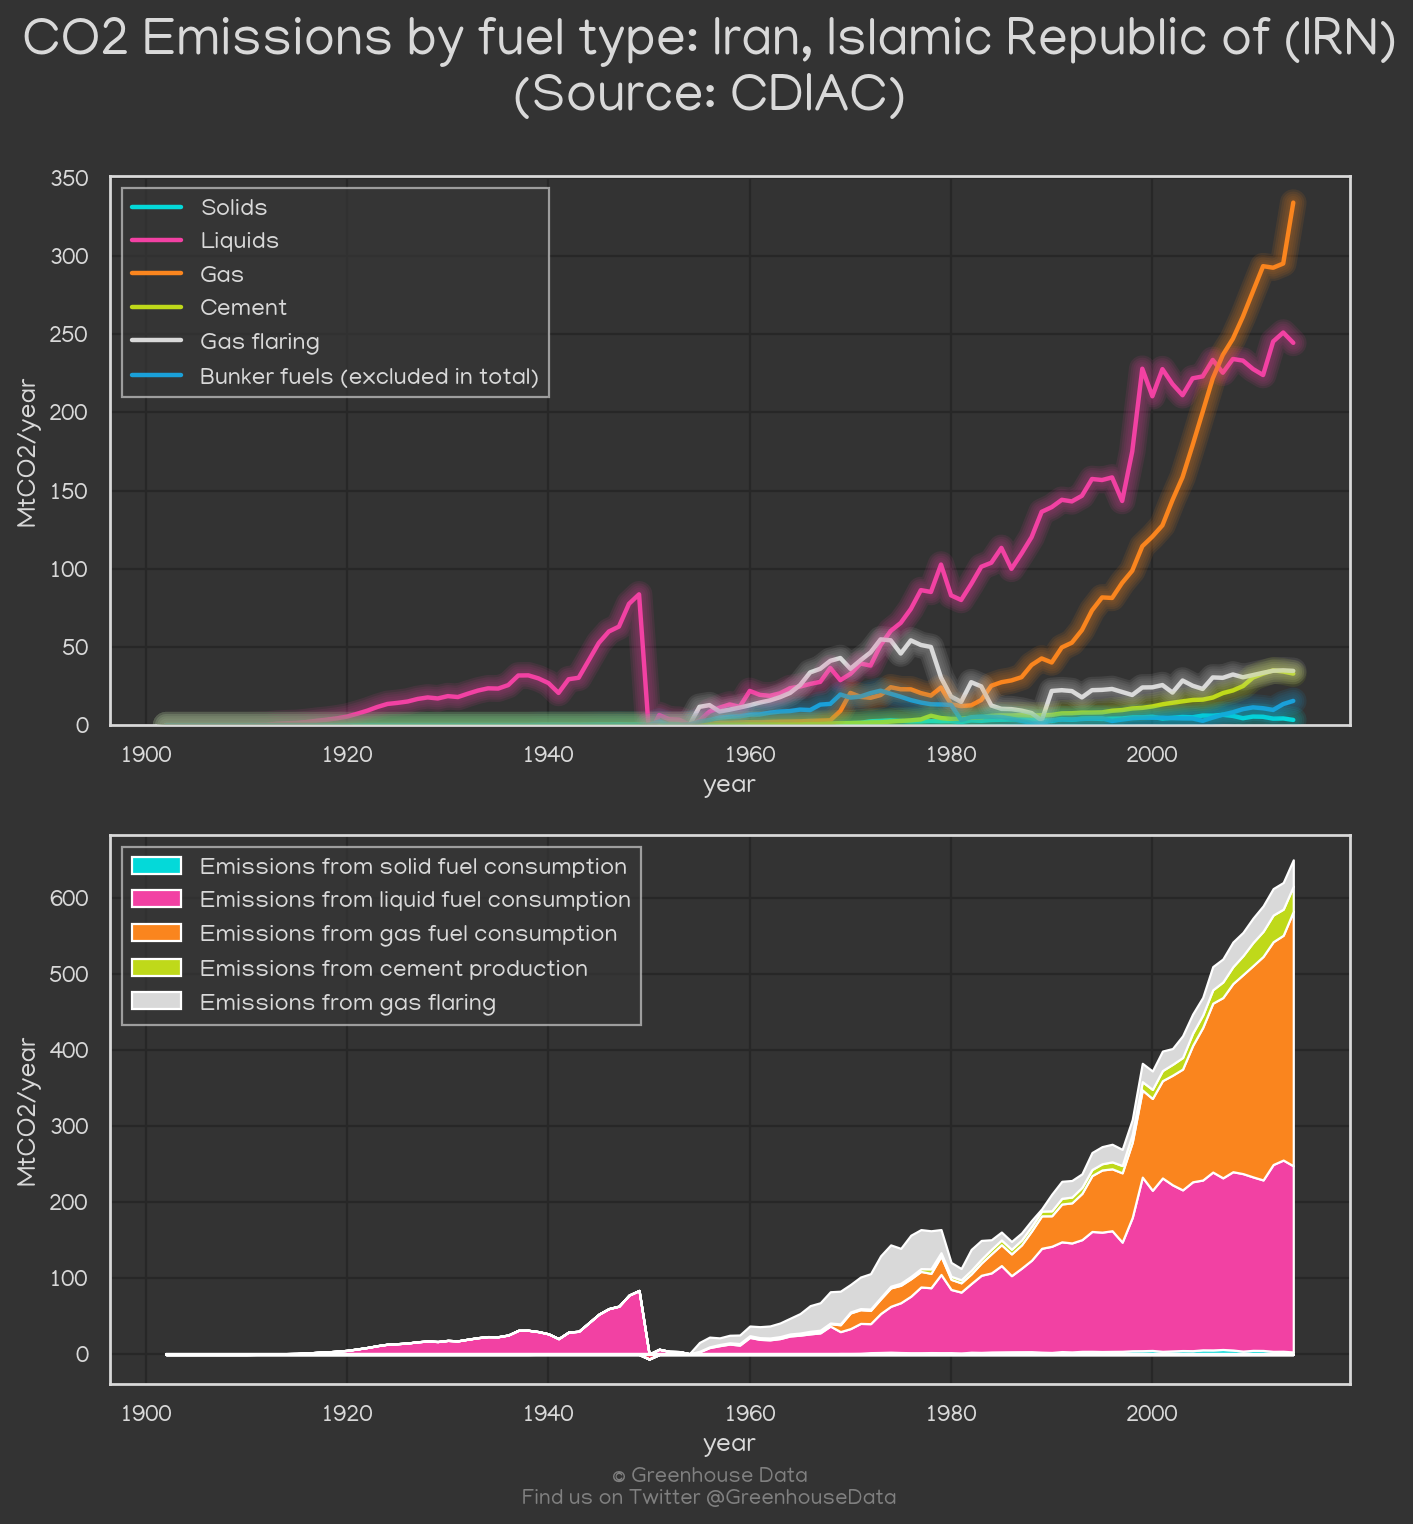 CO2 Emissions by fuel type: Iran, Islamic Republic of (IRN)
(Source: CDIAC)
350
300
250
200
150
100
50
0
MtCO2/year
Solids
Liquids
Gas
Cement
Gas flaring
Bunker fuels (excluded in total)
1900 1920 1940 1960 1980 2000
year
600
500
400
300
200
100
0
MtCO2/year
Emissions from solid fuel consumption
Emissions from liquid fuel consumption
Emissions from gas fuel consumption
Emissions from cement production
Emissions from gas flaring
1900 1920 1940 1960 1980 2000
year
© Greenhouse Data
Find us on Twitter @GreenhouseData